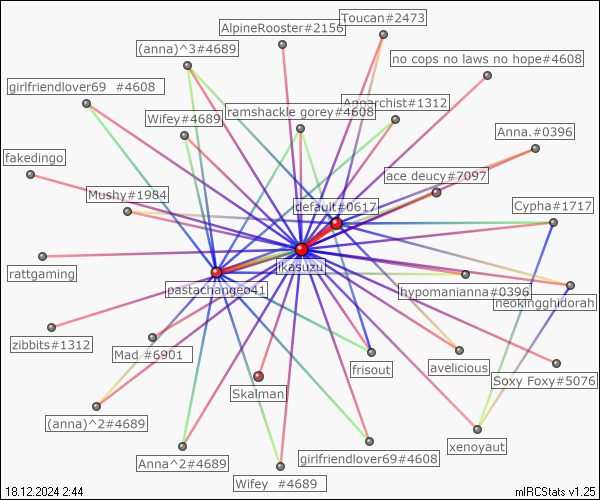 Toucan#2473
AlpineRooster#2156
(anna)^3#4689
no cops no laws no hope#4608
girlfriendlover69 #4608
Annarchist#1312
ramshackle gorey#4608
Wifey#4689
Anna.#0396
fakedingo
ace deucy#7097
Mushy#1984
default#0617
Cypha#1717
ikasuzu
rattgaming
pastachangeo41
hypomanianna#0396
neokingghidorah
zibbits#1312
Mad #6901
frisout
avelicious
Soxy Foxy#5076
Skalman
(anna)^2#4689
xenoyaut
Anna^2#4689
girlfriendlover69#4608
Wifey #4689
18.12.2024 2:44
mIRCStats v1.25